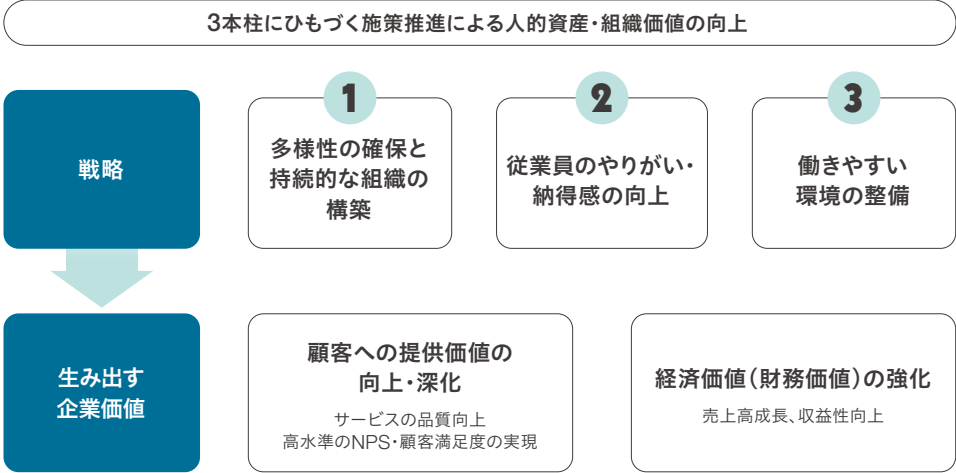 3本柱にひもづく施策推進による人的資産・組織価値の向上
戦略
1
多様性の確保と
持続的な組織の
構築
2
従業員のやりがい・
納得感の向上
3
働きやすい
環境の整備
生み出す
企業価値
顧客への提供価値の
向上・深化
サービスの品質向上
高水準のNPS・顧客満足度の実現
経済価値（財務価値）の強化
売上高成長、収益性向上